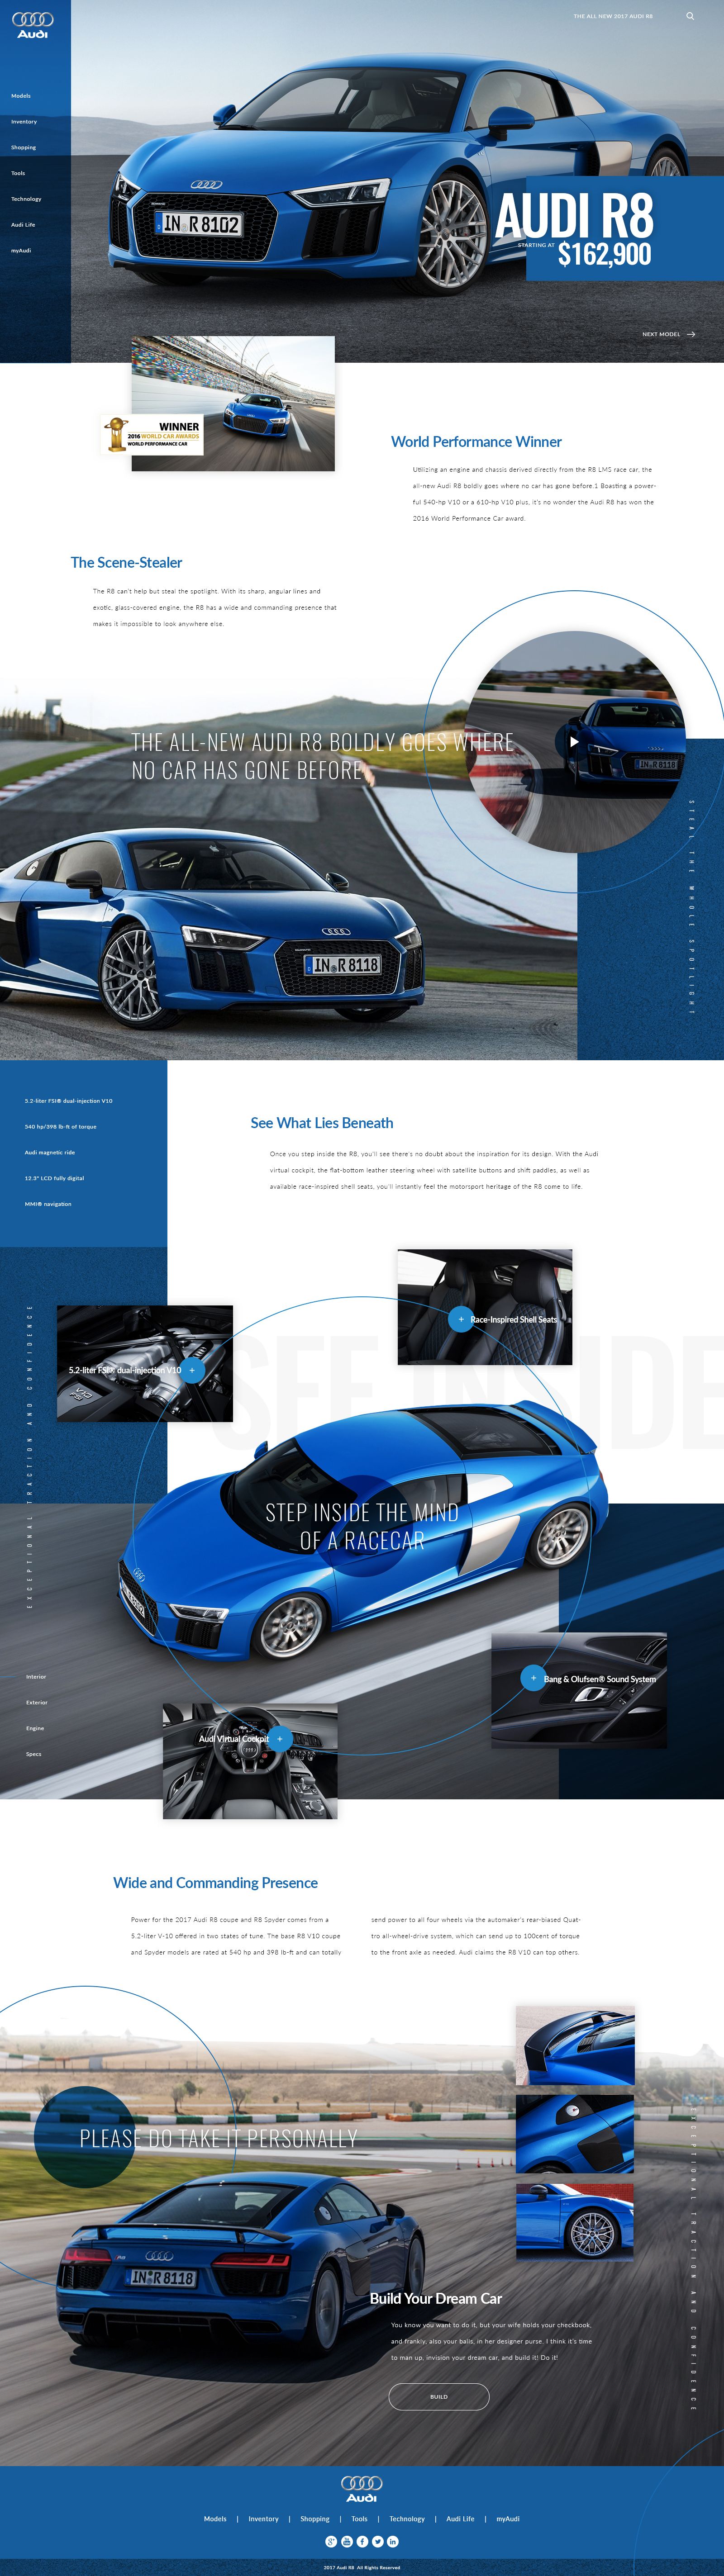 Audi
THE ALL NEW 2017 AUDI R8
Models
Inventory
Shopping
Tools
Technology
Audi Life
myAudi
IN R 8102
AUDI R8
STARTING AT $162,900
NEXT MODEL
WINNER
2016 WORLD CAR AWARDS
WORLD PERFORMANCE CAR
World Performance Winner
Utilizing an engine and chassis derived directly from the R8 LMS race car, the
all-new Audi R8 boldly goes where no car has gone before.1 Boasting a power-
ful 540-hp V10 or a 610-hp V10 plus, it's no wonder the Audi R8 has won the
2016 World Performance Car award.
The Scene-Stealer
The R8 can't help but steal the spotlight. With its sharp, angular lines and
exotic, glass-covered engine, the R8 has a wide and commanding presence that
makes it impossible to look anywhere else.
THE ALL-NEW AUDI R8 BOLDLY GOES WHERE
NO CAR HAS GONE BEFORE
IN R 8118
STEAL THE WHOLE SPOTLIGHT
IN R 8118
5.2-liter FSI® dual-injection V10
540 hp/398 lb-ft of torque
Audi magnetic ride
12.3" LCD fully digital
MMI® navigation
See What Lies Beneath
Once you step inside the R8, you'll see there's no doubt about the inspiration for its design. With the Audi
virtual cockpit, the flat-bottom leather steering wheel with satellite buttons and shift paddles, as well as
available race-inspired shell seats, you'll instantly feel the motorsport heritage of the R8 come to life.
EXCEPTIONAL TRACTION AND CONFIDENCE
SEE INSIDE
Race-Inspired Shell Seats
5.2-liter FSI® dual-injection V10
STEP INSIDE THE MIND
OF A RACECAR
Bang & Olufsen® Sound System
Audi Virtual Cockpit
Interior
Exterior
Engine
Specs
Wide and Commanding Presence
Power for the 2017 Audi R8 coupe and R8 Spyder comes from a
5.2-liter V-10 offered in two states of tune. The base R8 V10 coupe
and Spyder models are rated at 540 hp and 398 lb-ft and can totally
send power to all four wheels via the automaker's rear-biased Quat-
tro all-wheel-drive system, which can send up to 100cent of torque
to the front axle as needed. Audi claims the R8 V10 can top others.
PLEASE DO TAKE IT PERSONALLY
EXCEPTIONAL TRACTION AND CONFIDENCE
IN R 8118
Build Your Dream Car
You know you want to do it, but your wife holds your checkbook,
and frankly, also your balls, in her designer purse. I think it's time
to man up, invision your dream car, and build it! Do it!
BUILD
Audi
Models | Inventory | Shopping | Tools | Technology | Audi Life | myAudi
2017 Audi R8 All Rights Reserved